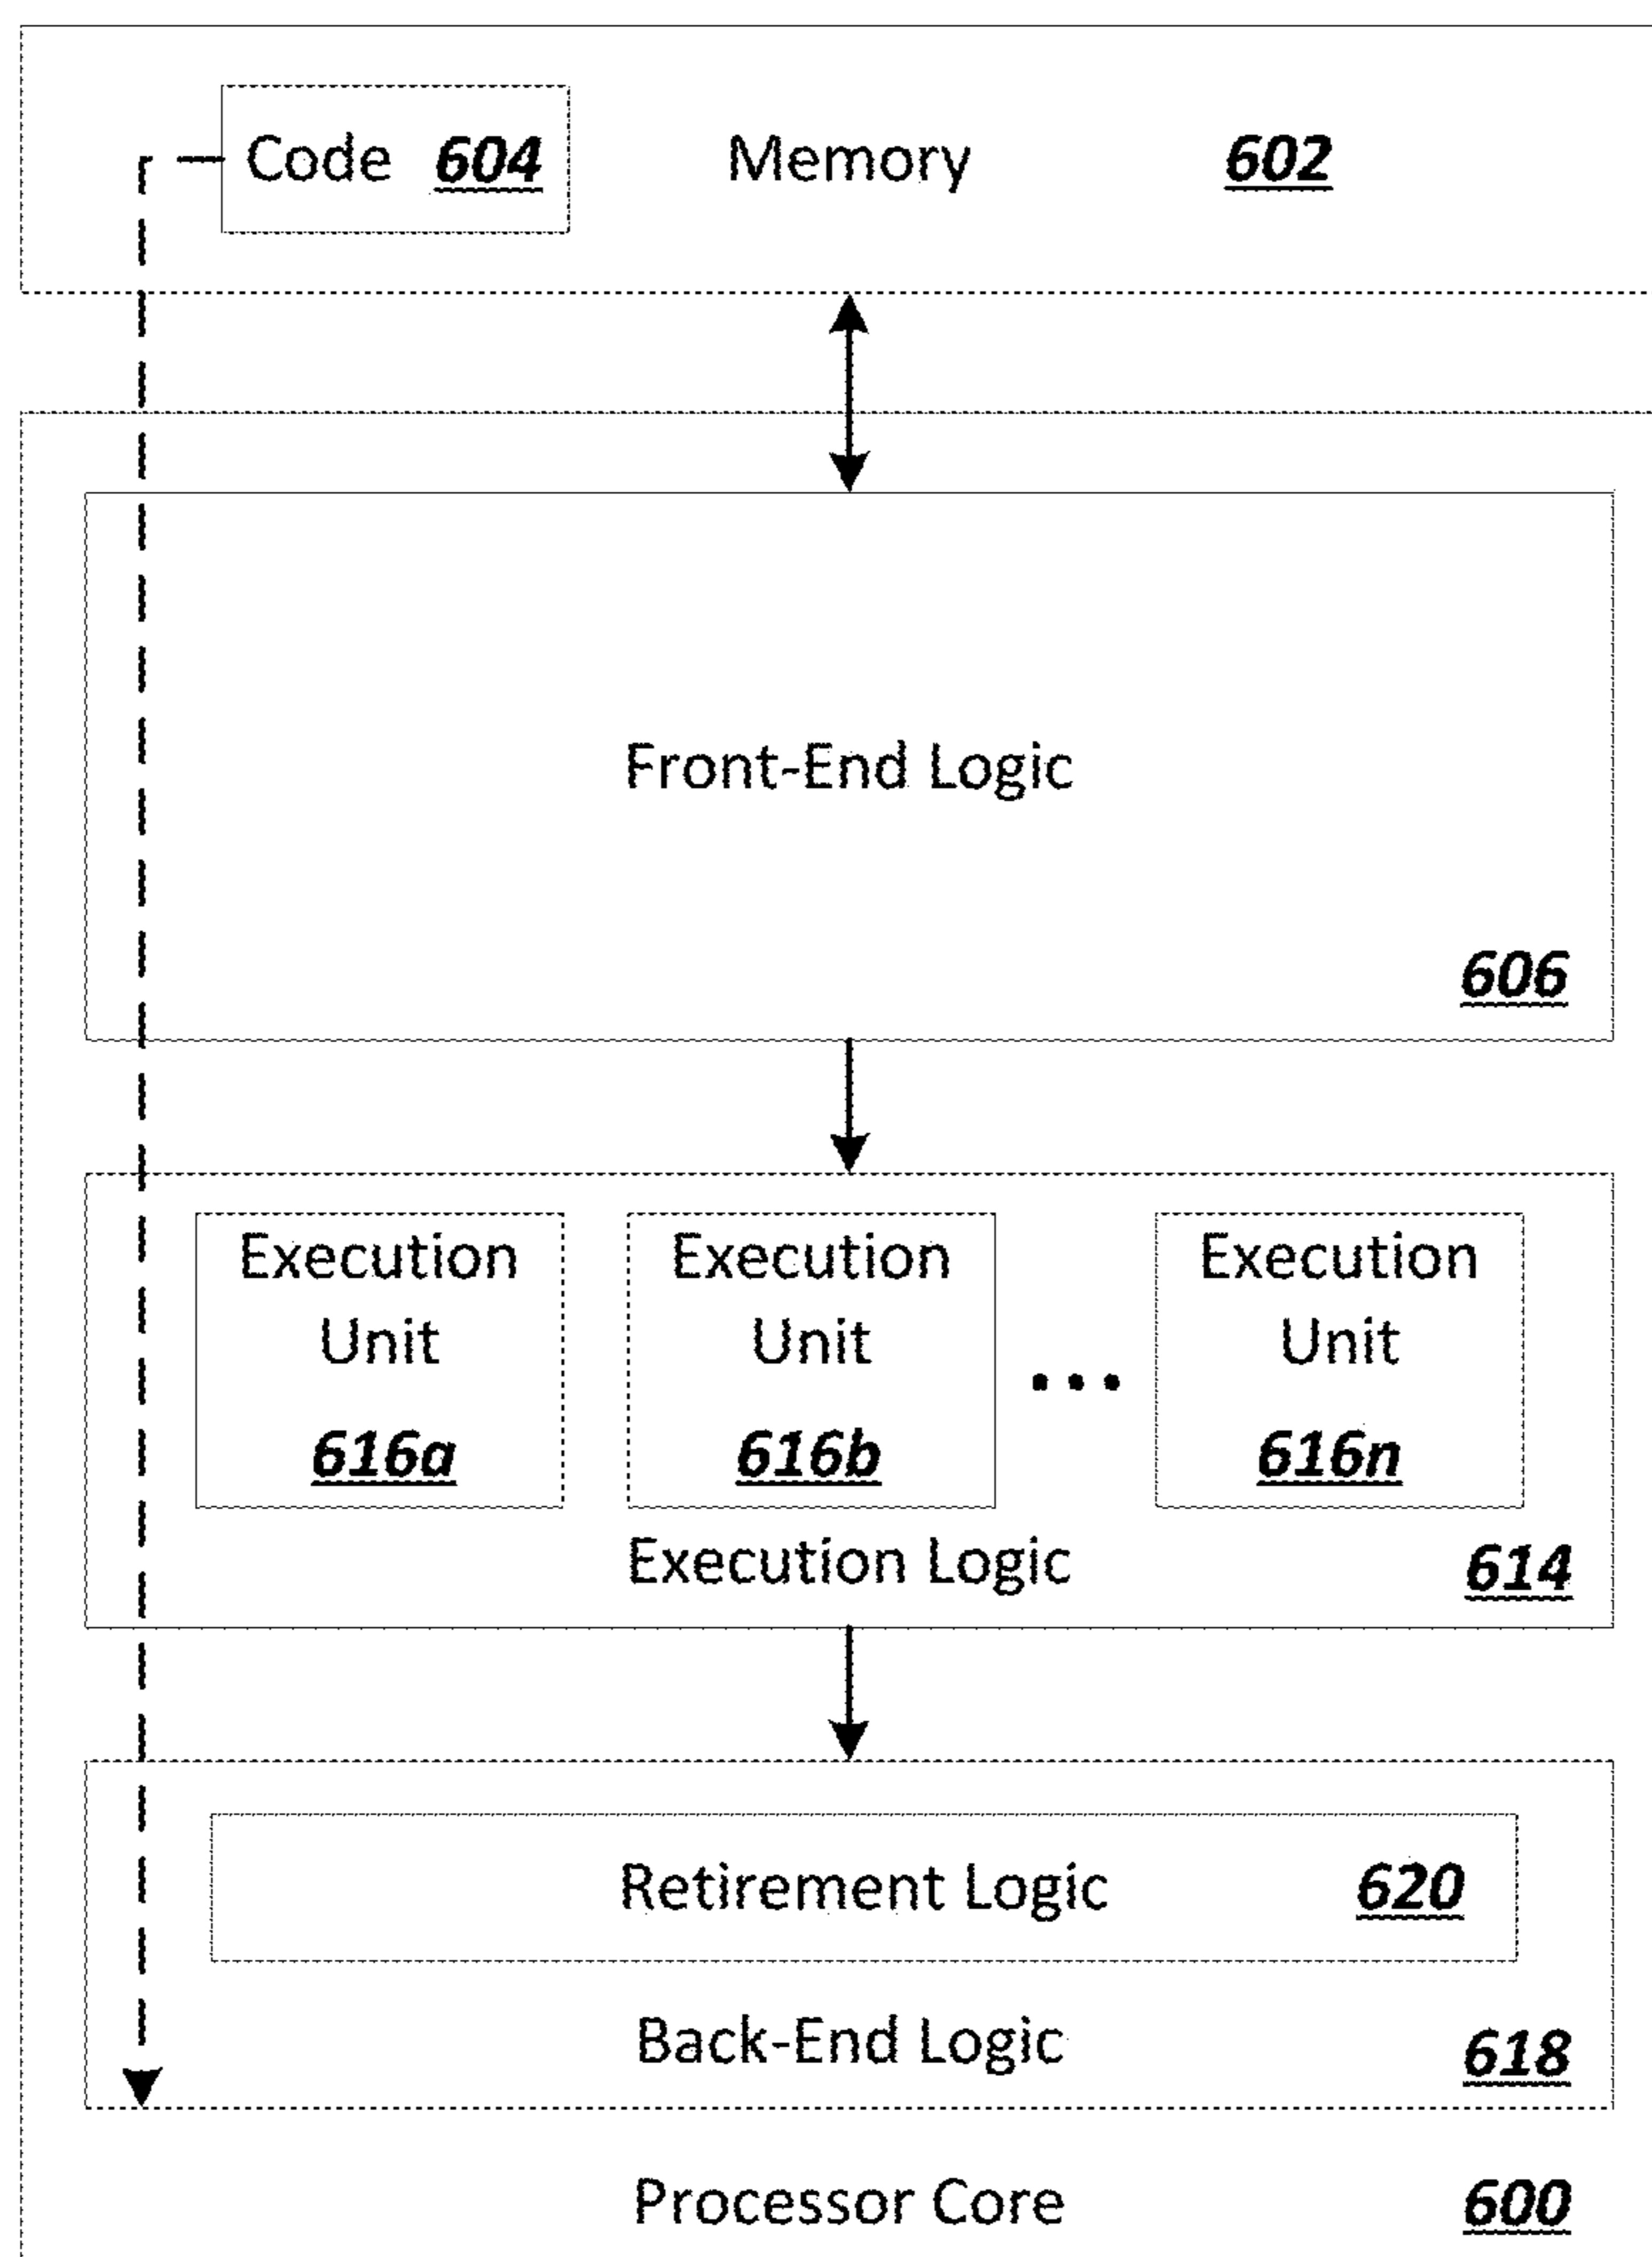 Code 604 Memory 602
Front-End Logic
606
Execution Unit 616a
Execution Unit 616b
...
Execution Unit 616n
Execution Logic 614
Retirement Logic 620
Back-End Logic 618
Processor Core 600